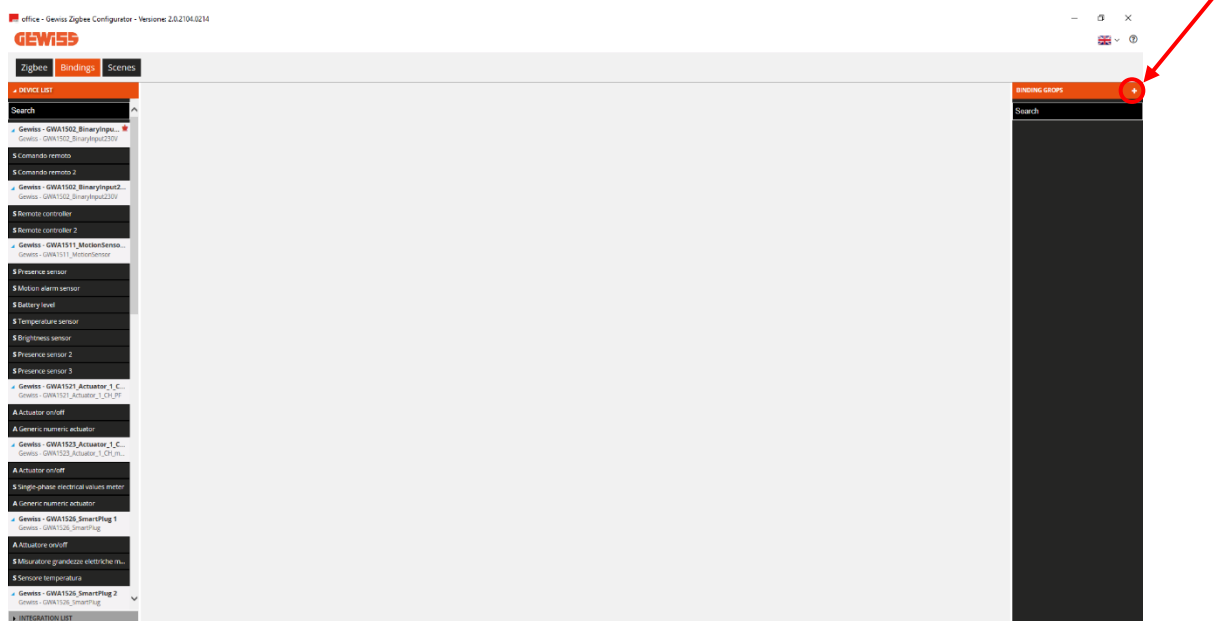 office - Gewiss Zigbee Configurator - Versione: 2.0.2104.0214
GEWISS
Zigbee Bindings Scenes
DEVICE LIST
Search
Gewiss - GWA1502_BinaryInpu...
Gewiss - GWA1502_BinaryInput230V
S Comando remoto
S Comando remoto 2
Gewiss - GWA1502_BinaryInput2...
Gewiss - GWA1502_BinaryInput230V
S Remote controller
S Remote controller 2
Gewiss - GWA1511_MotionSenso...
Gewiss - GWA1511_MotionSensor
S Presence sensor
S Motion alarm sensor
S Battery level
S Temperature sensor
S Brightness sensor
S Presence sensor 2
S Presence sensor 3
Gewiss - GWA1521_Actuator_1_C...
Gewiss - GWA1521_Actuator_1_CH_PF
A Actuator on/off
A Generic numeric actuator
Gewiss - GWA1523_Actuator_1_C...
Gewiss - GWA1523_Actuator_1_CH_m...
A Actuator on/off
S Single-phase electrical values meter
A Generic numeric actuator
Gewiss - GWA1526_SmartPlug 1
Gewiss - GWA1526_SmartPlug
A Attuatore on/off
S Misuratore grandezze elettriche m...
S Sensore temperatura
Gewiss - GWA1526_SmartPlug 2
Gewiss - GWA1526_SmartPlug
INTEGRATION LIST
BINDING GROPS +
Search